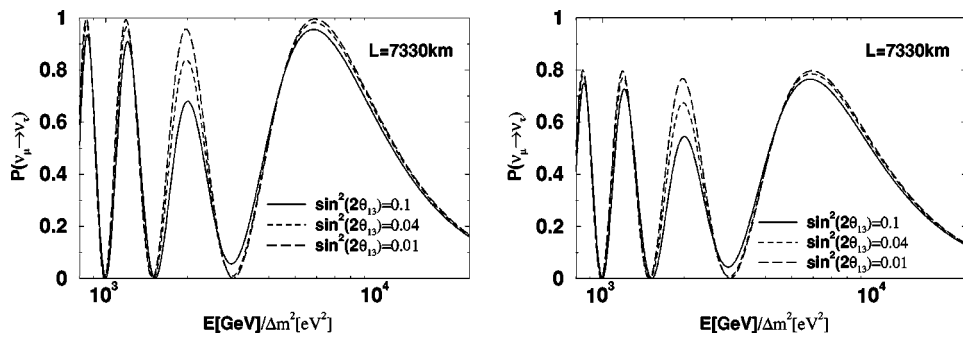 L=7330km
P(ν_μ→ν_τ)
1
0.8
0.6
0.4
0.2
0
sin²(2θ₁₃)=0.1
sin²(2θ₁₃)=0.04
sin²(2θ₁₃)=0.01
10³
10⁴
E[GeV]/Δm²[eV²]
L=7330km
P(ν_μ→ν_τ)
1
0.8
0.6
0.4
0.2
0
sin²(2θ₁₃)=0.1
sin²(2θ₁₃)=0.04
sin²(2θ₁₃)=0.01
10³
10⁴
E[GeV]/Δm²[eV²]